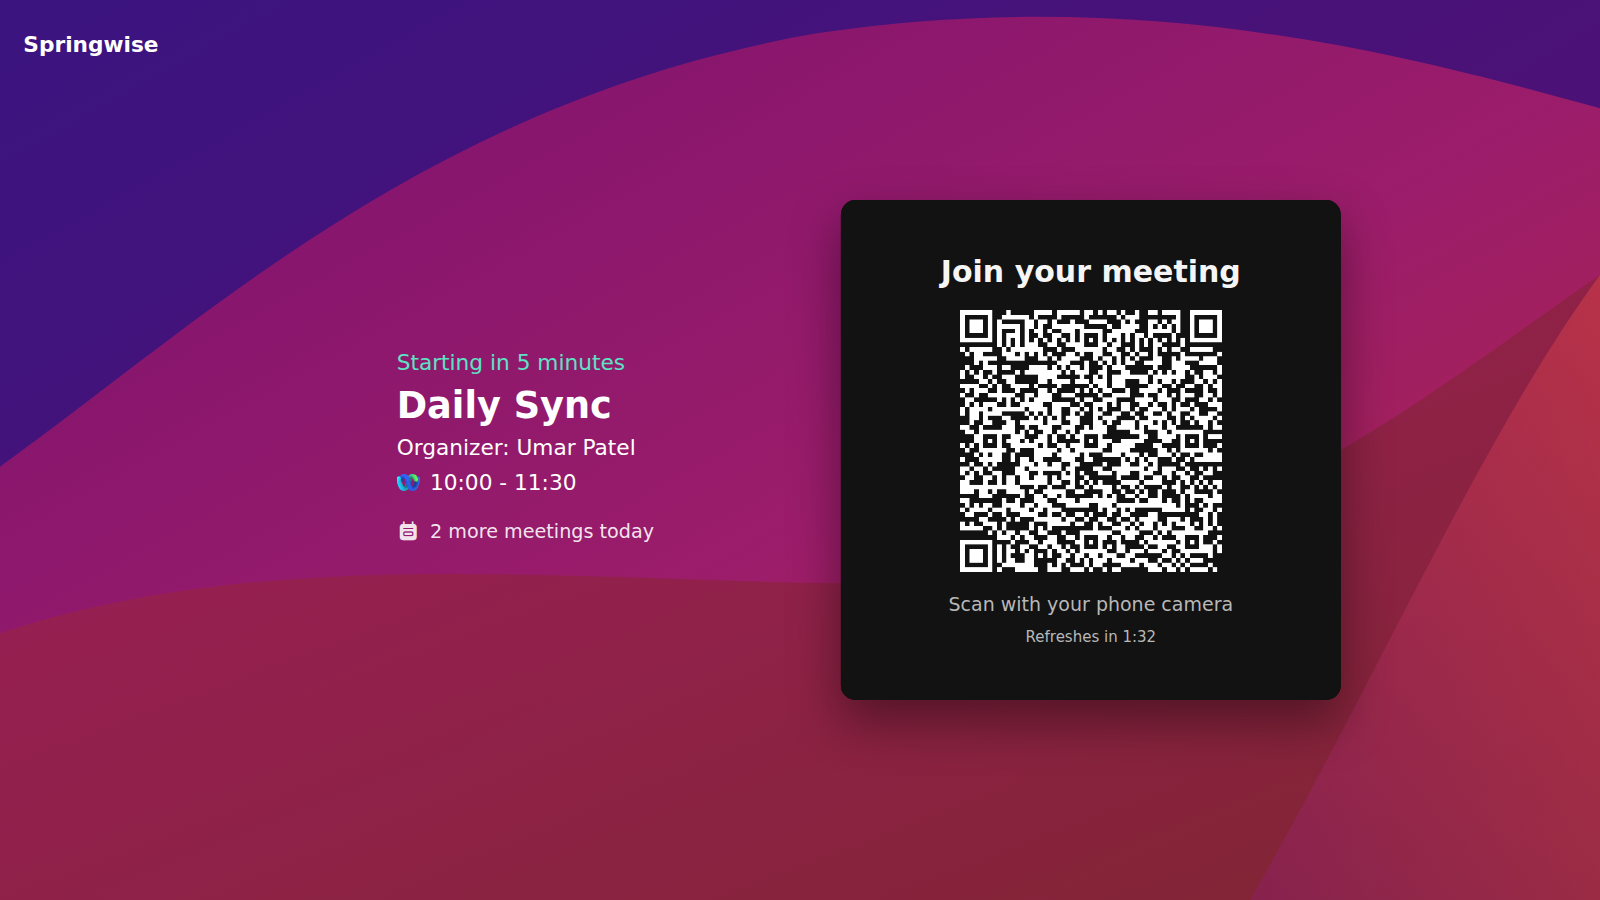 Springwise
Starting in 5 minutes
Daily Sync
Organizer: Umar Patel
10:00 - 11:30
2 more meetings today
Join your meeting
Scan with your phone camera
Refreshes in 1:32